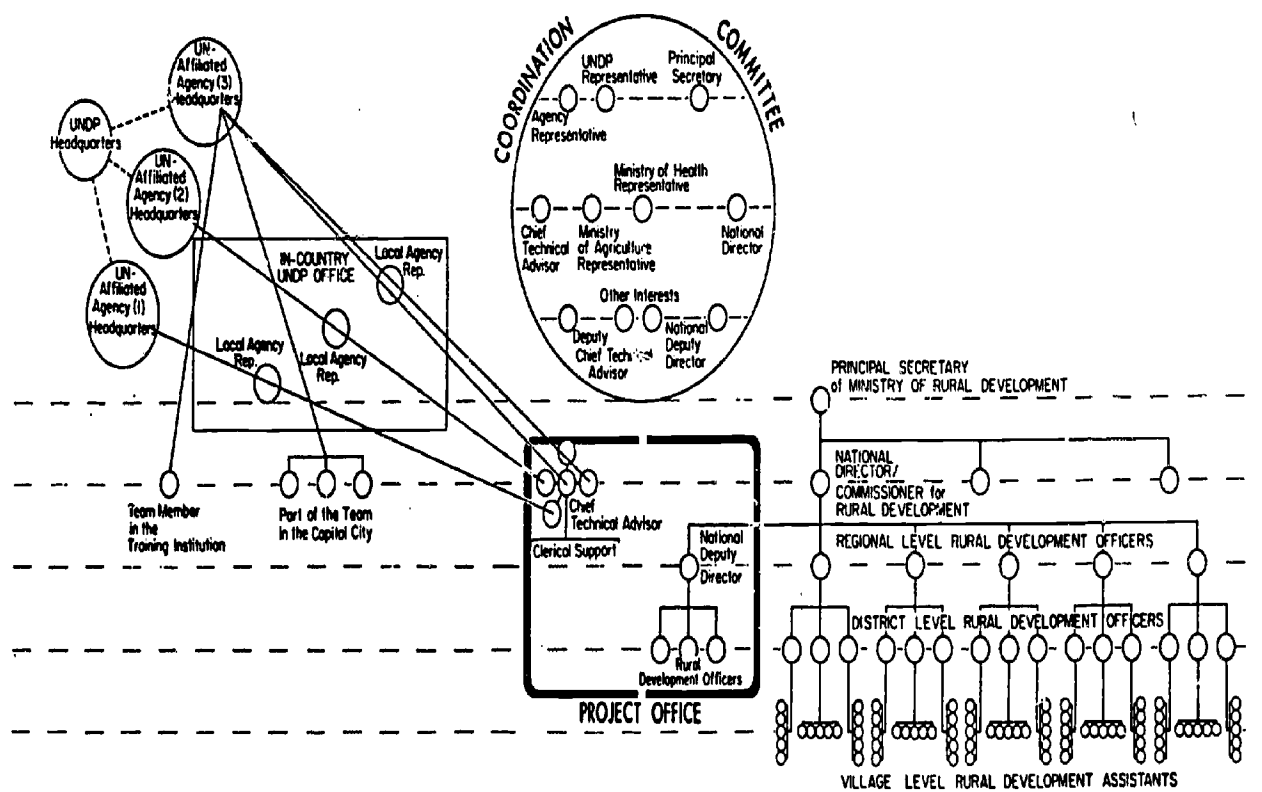 UN-
Affiliated
Agency (3)
Headquarters
UNDP
Headquarters
UN-
Affiliated
Agency (2)
Headquarters
UN-
Affiliated
Agency (1)
Headquarters
IN-COUNTRY
UNDP OFFICE
Local Agency
Rep.
Local Agency
Rep.
Local Agency
Rep.
Team Member
in the
Training Institution
Part of the Team
in the Capital City
COORDINATION
COMMITTEE
UNDP
Representative
Principal
Secretary
Agency
Representative
Ministry of Health
Representative
Chief
Technical
Advisor
Ministry
of Agriculture
Representative
National
Director
Other Interests
Deputy
Chief Technical
Advisor
National
Deputy
Director
Chief
Technical Advisor
Clerical Support
National
Deputy
Director
Rural
Development Officers
PROJECT OFFICE
PRINCIPAL SECRETARY
of MINISTRY OF RURAL DEVELOPMENT
NATIONAL
DIRECTOR/
COMMISSIONER for
RURAL DEVELOPMENT
REGIONAL LEVEL RURAL DEVELOPMENT OFFICERS
DISTRICT LEVEL RURAL DEVELOPMENT OFFICERS
VILLAGE LEVEL RURAL DEVELOPMENT ASSISTANTS